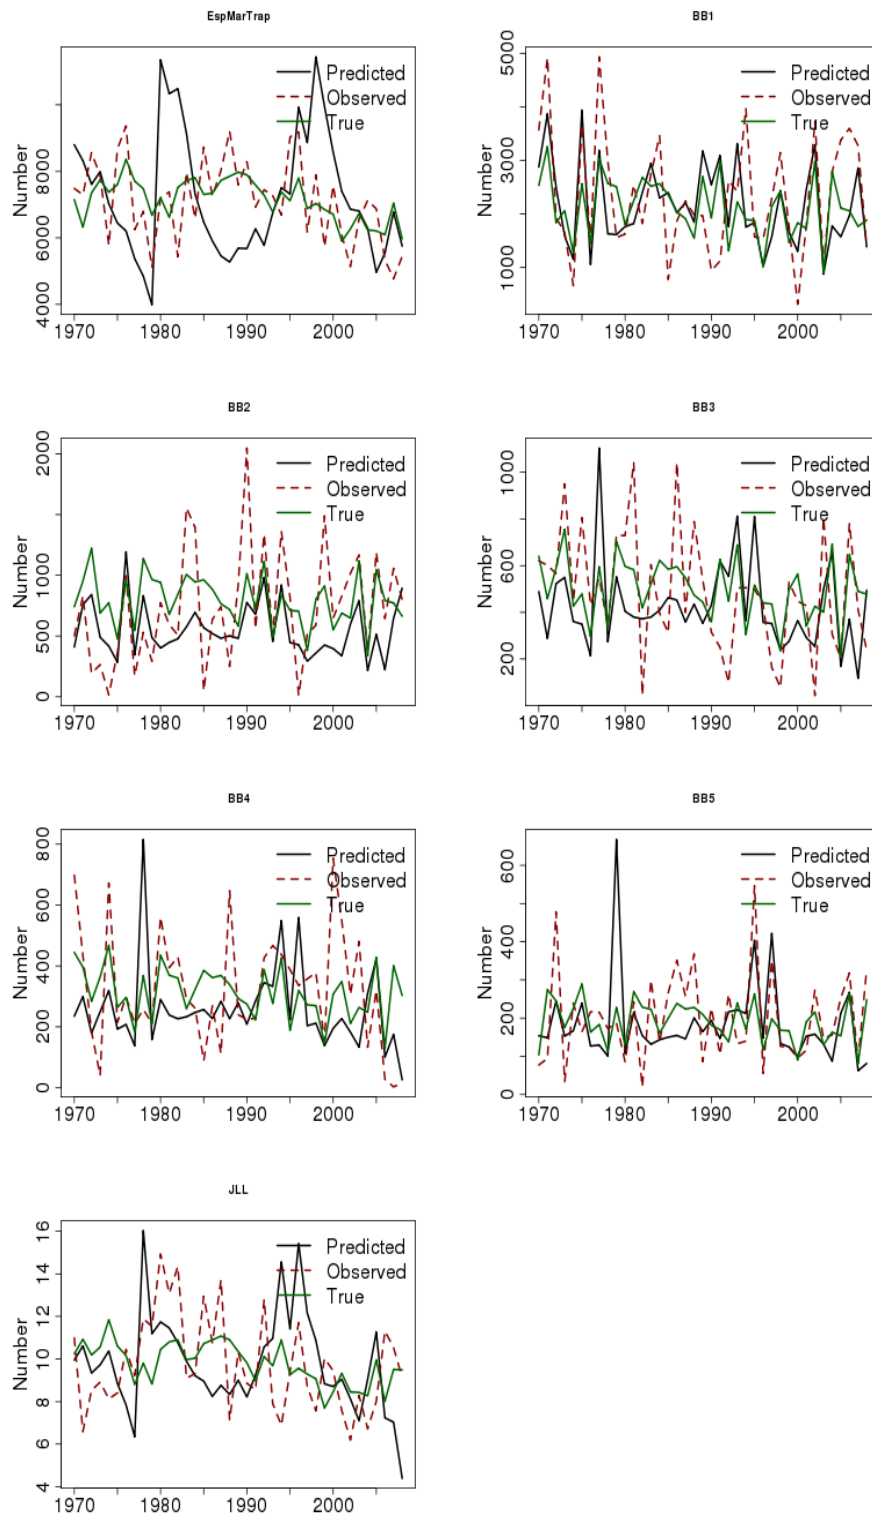 EspMarTrap
Number
4000 6000 8000
1970 1980 1990 2000
Predicted
Observed
True
BB1
Number
1000 3000 5000
1970 1980 1990 2000
Predicted
Observed
True
BB2
Number
0 500 1000 2000
1970 1980 1990 2000
Predicted
Observed
True
BB3
Number
200 600 1000
1970 1980 1990 2000
Predicted
Observed
True
BB4
Number
0 200 400 600 800
1970 1980 1990 2000
Predicted
Observed
True
BB5
Number
0 200 400 600
1970 1980 1990 2000
Predicted
Observed
True
JLL
Number
4 6 8 10 12 14 16
1970 1980 1990 2000
Predicted
Observed
True